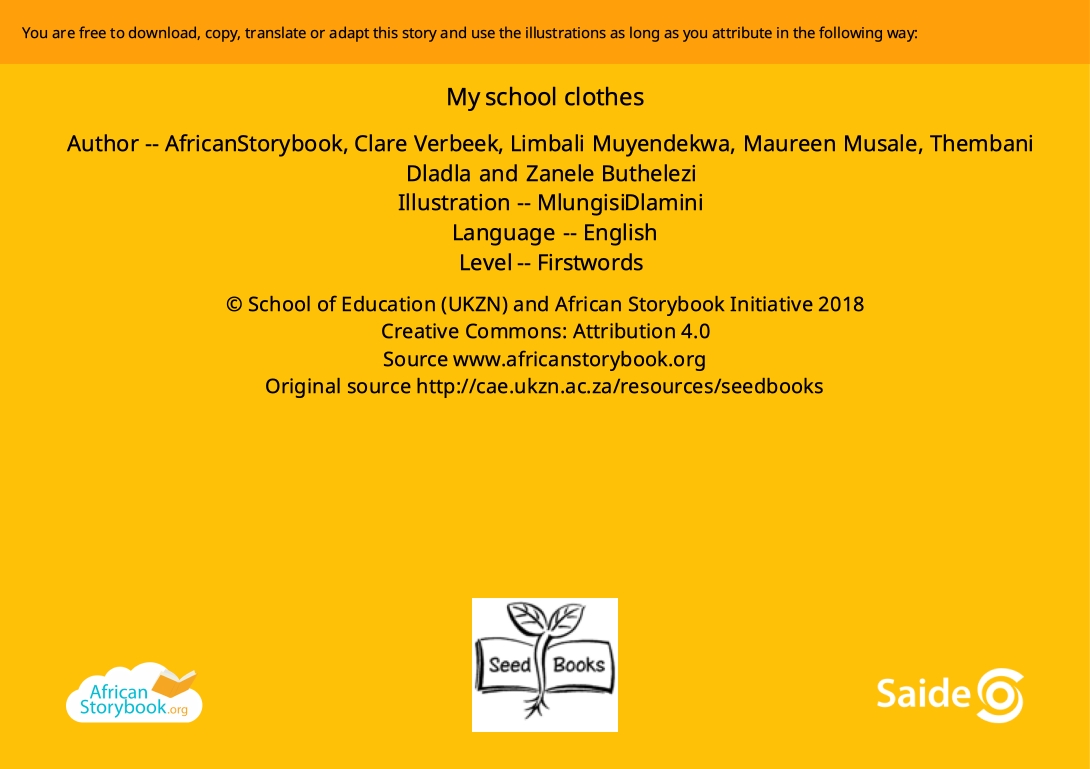 You are free to download, copy, translate or adapt this story and use the illustrations as long as you attribute in the following way:
My school clothes
Author -- AfricanStorybook, Clare Verbeek, Limbali Muyendekwa, Maureen Musale, Thembani
Dladla and Zanele Buthelezi
Illustration -- MlungisiDlamini
Language -- English
Level -- Firstwords
© School of Education (UKZN) and African Storybook Initiative 2018
Creative Commons: Attribution 4.0
Source www.africanstorybook.org
Original source http://cae.ukzn.ac.za/resources/seedbooks
African
Storybook.org
Seed Books
Saide